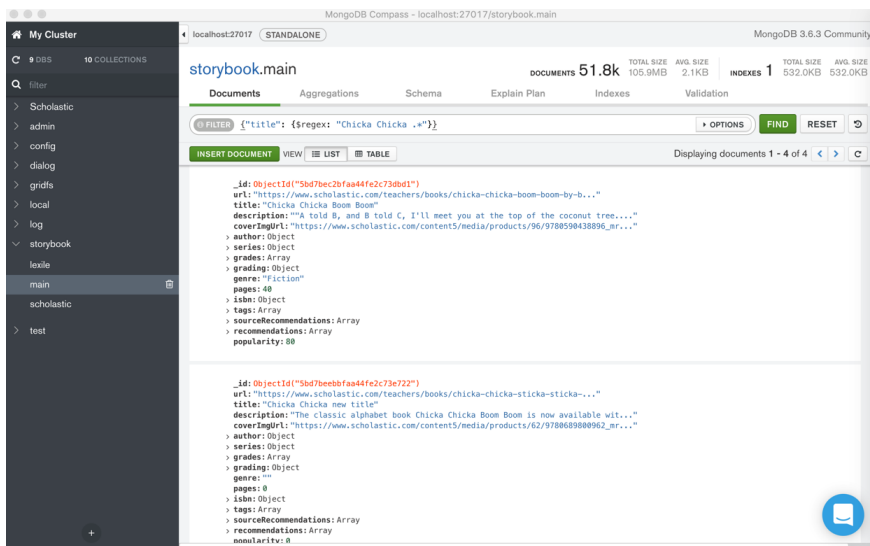 MongoDB Compass - localhost:27017/storybook.main
My Cluster
localhost:27017 STANDALONE
MongoDB 3.6.3 Community
9 DBS 10 COLLECTIONS
filter
Scholastic
admin
config
dialog
gridfs
local
log
storybook
lexile
main
scholastic
test
storybook.main
DOCUMENTS 51.8k TOTAL SIZE 105.9MB AVG. SIZE 2.1KB INDEXES 1 TOTAL SIZE 532.0KB AVG. SIZE 532.0KB
Documents Aggregations Schema Explain Plan Indexes Validation
FILTER {"title": {$regex: "Chicka Chicka .*"}} OPTIONS FIND RESET
INSERT DOCUMENT VIEW LIST TABLE Displaying documents 1 - 4 of 4
_id: ObjectId("5bd7bec2bfaa44fe2c73dbd1")
url: "https://www.scholastic.com/teachers/books/chicka-chicka-boom-boom-by-b..."
title: "Chicka Chicka Boom Boom"
description: ""A told B, and B told C, I'll meet you at the top of the coconut tree...."
coverImgUrl: "https://www.scholastic.com/content5/media/products/96/9780590438896_mr..."
author: Object
series: Object
grades: Array
grading: Object
genre: "Fiction"
pages: 40
isbn: Object
tags: Array
sourceRecommendations: Array
recommendations: Array
popularity: 80
_id: ObjectId("5bd7beebbfaa44fe2c73e722")
url: "https://www.scholastic.com/teachers/books/chicka-chicka-sticka-sticka-..."
title: "Chicka Chicka new title"
description: "The classic alphabet book Chicka Chicka Boom Boom is now available wit..."
coverImgUrl: "https://www.scholastic.com/content5/media/products/62/9780689800962_mr..."
author: Object
series: Object
grades: Array
grading: Object
genre: ""
pages: 0
isbn: Object
tags: Array
sourceRecommendations: Array
recommendations: Array
popularity: 0